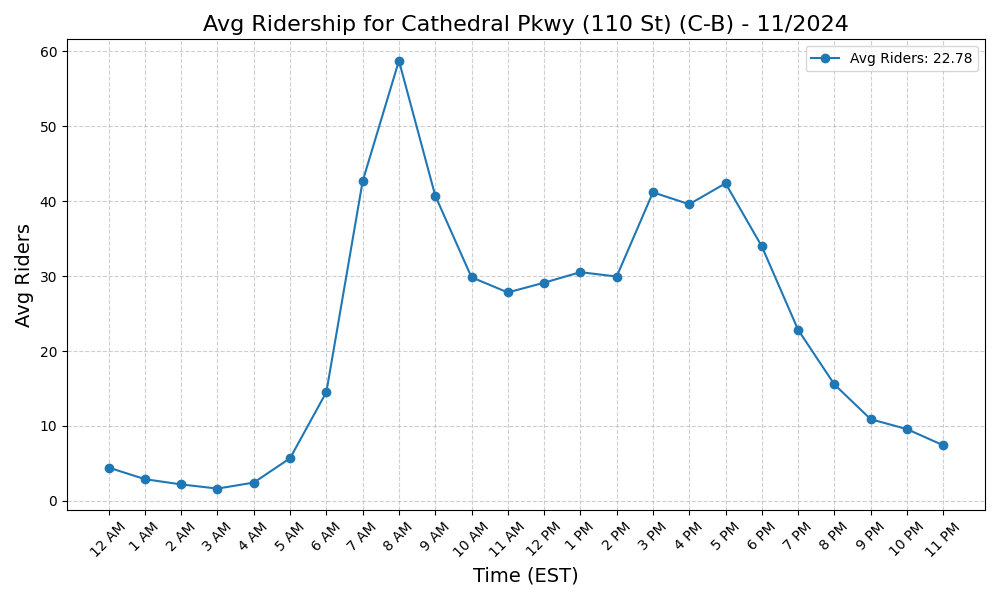 Avg Ridership for Cathedral Pkwy (110 St) (C-B) - 11/2024
Avg Riders: 22.78
Avg Riders
60
50
40
30
20
10
0
12 AM
1 AM
2 AM
3 AM
4 AM
5 AM
6 AM
7 AM
8 AM
9 AM
10 AM
11 AM
12 PM
1 PM
2 PM
3 PM
4 PM
5 PM
6 PM
7 PM
8 PM
9 PM
10 PM
11 PM
Time (EST)